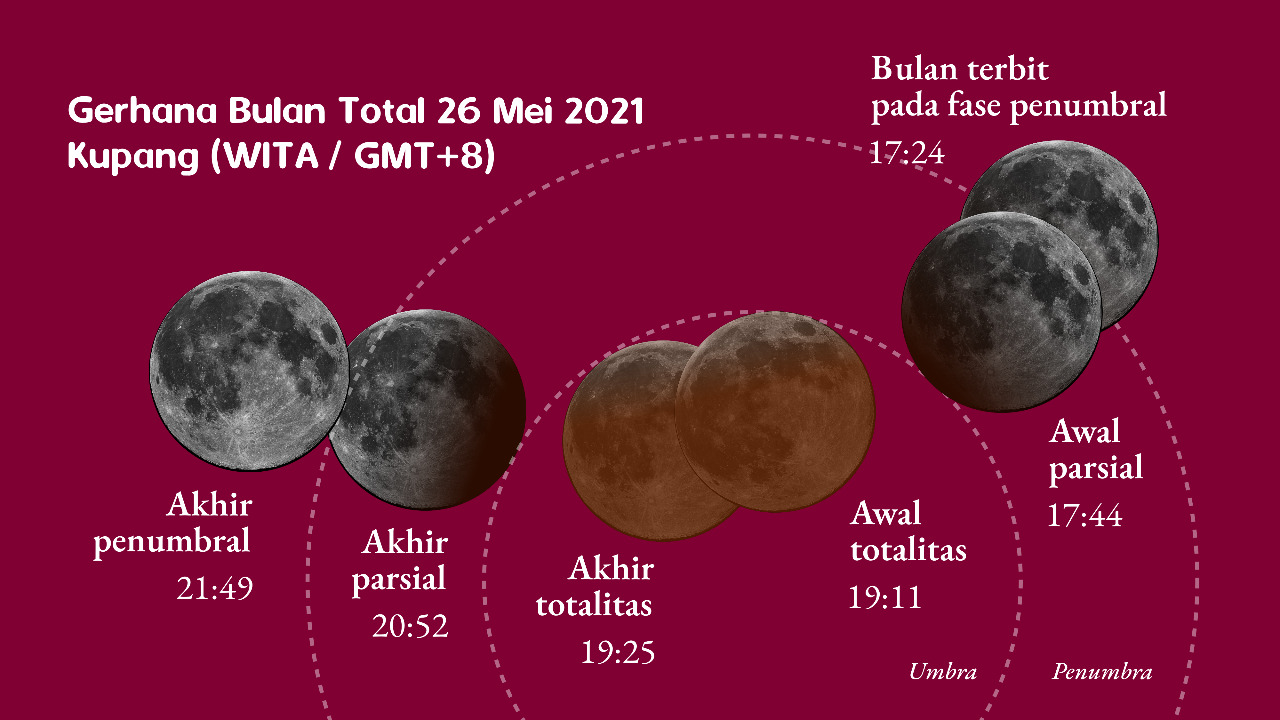 Gerhana Bulan Total 26 Mei 2021
Kupang (WITA / GMT+8)
Bulan terbit
pada fase penumbral
17:24
Awal
parsial
17:44
Awal
totalitas
19:11
Akhir
totalitas
19:25
Akhir
parsial
20:52
Akhir
penumbral
21:49
Umbra
Penumbra